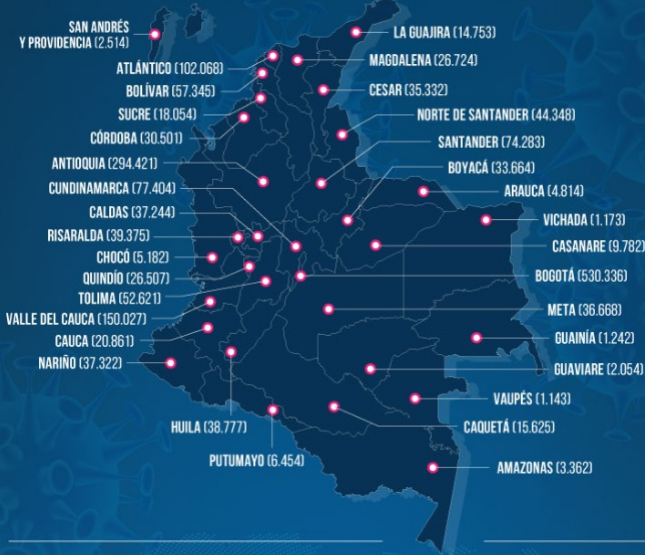 SAN ANDRÉS
Y PROVIDENCIA (2.514)
ATLÁNTICO (102.068)
BOLÍVAR (57.345)
SUCRE (18.054)
CÓRDOBA (30.501)
ANTIOQUIA (294.421)
CUNDINAMARCA (77.404)
CALDAS (37.244)
RISARALDA (39.375)
CHOCÓ (5.182)
QUINDÍO (26.507)
TOLIMA (52.621)
VALLE DEL CAUCA (150.027)
CAUCA (20.861)
NARIÑO (37.322)
HUILA (38.777)
PUTUMAYO (6.454)
LA GUAJIRA (14.753)
MAGDALENA (26.724)
CESAR (35.332)
NORTE DE SANTANDER (44.348)
SANTANDER (74.283)
BOYACÁ (33.664)
ARAUCA (4.814)
VICHADA (1.173)
CASANARE (9.782)
BOGOTÁ (530.336)
META (36.668)
GUAINÍA (1.242)
GUAVIARE (2.054)
VAUPÉS (1.143)
CAQUETÁ (15.625)
AMAZONAS (3.362)